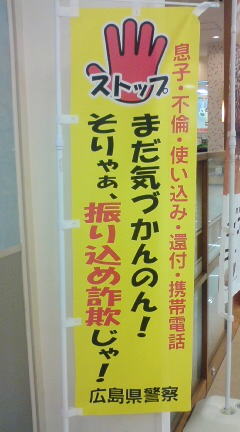 ストップ
息子・不倫・使い込み・還付・携帯電話
まだ気づかんのん！
そりゃぁ、振り込め詐欺じゃ！
広島県警察